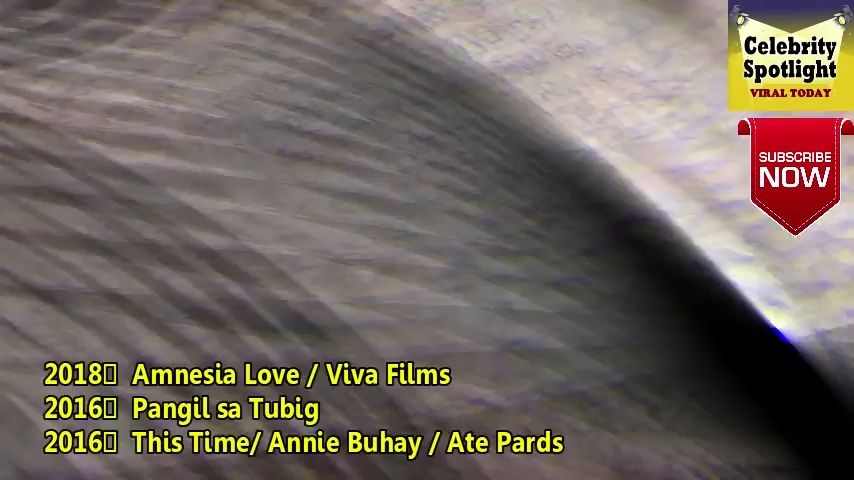 Celebrity
Spotlight
VIRAL TODAY
SUBSCRIBE
NOW
2018 Amnesia Love / Viva Films
2016 Pangil sa Tubig
2016 This Time/ Annie Buhay / Ate Pards